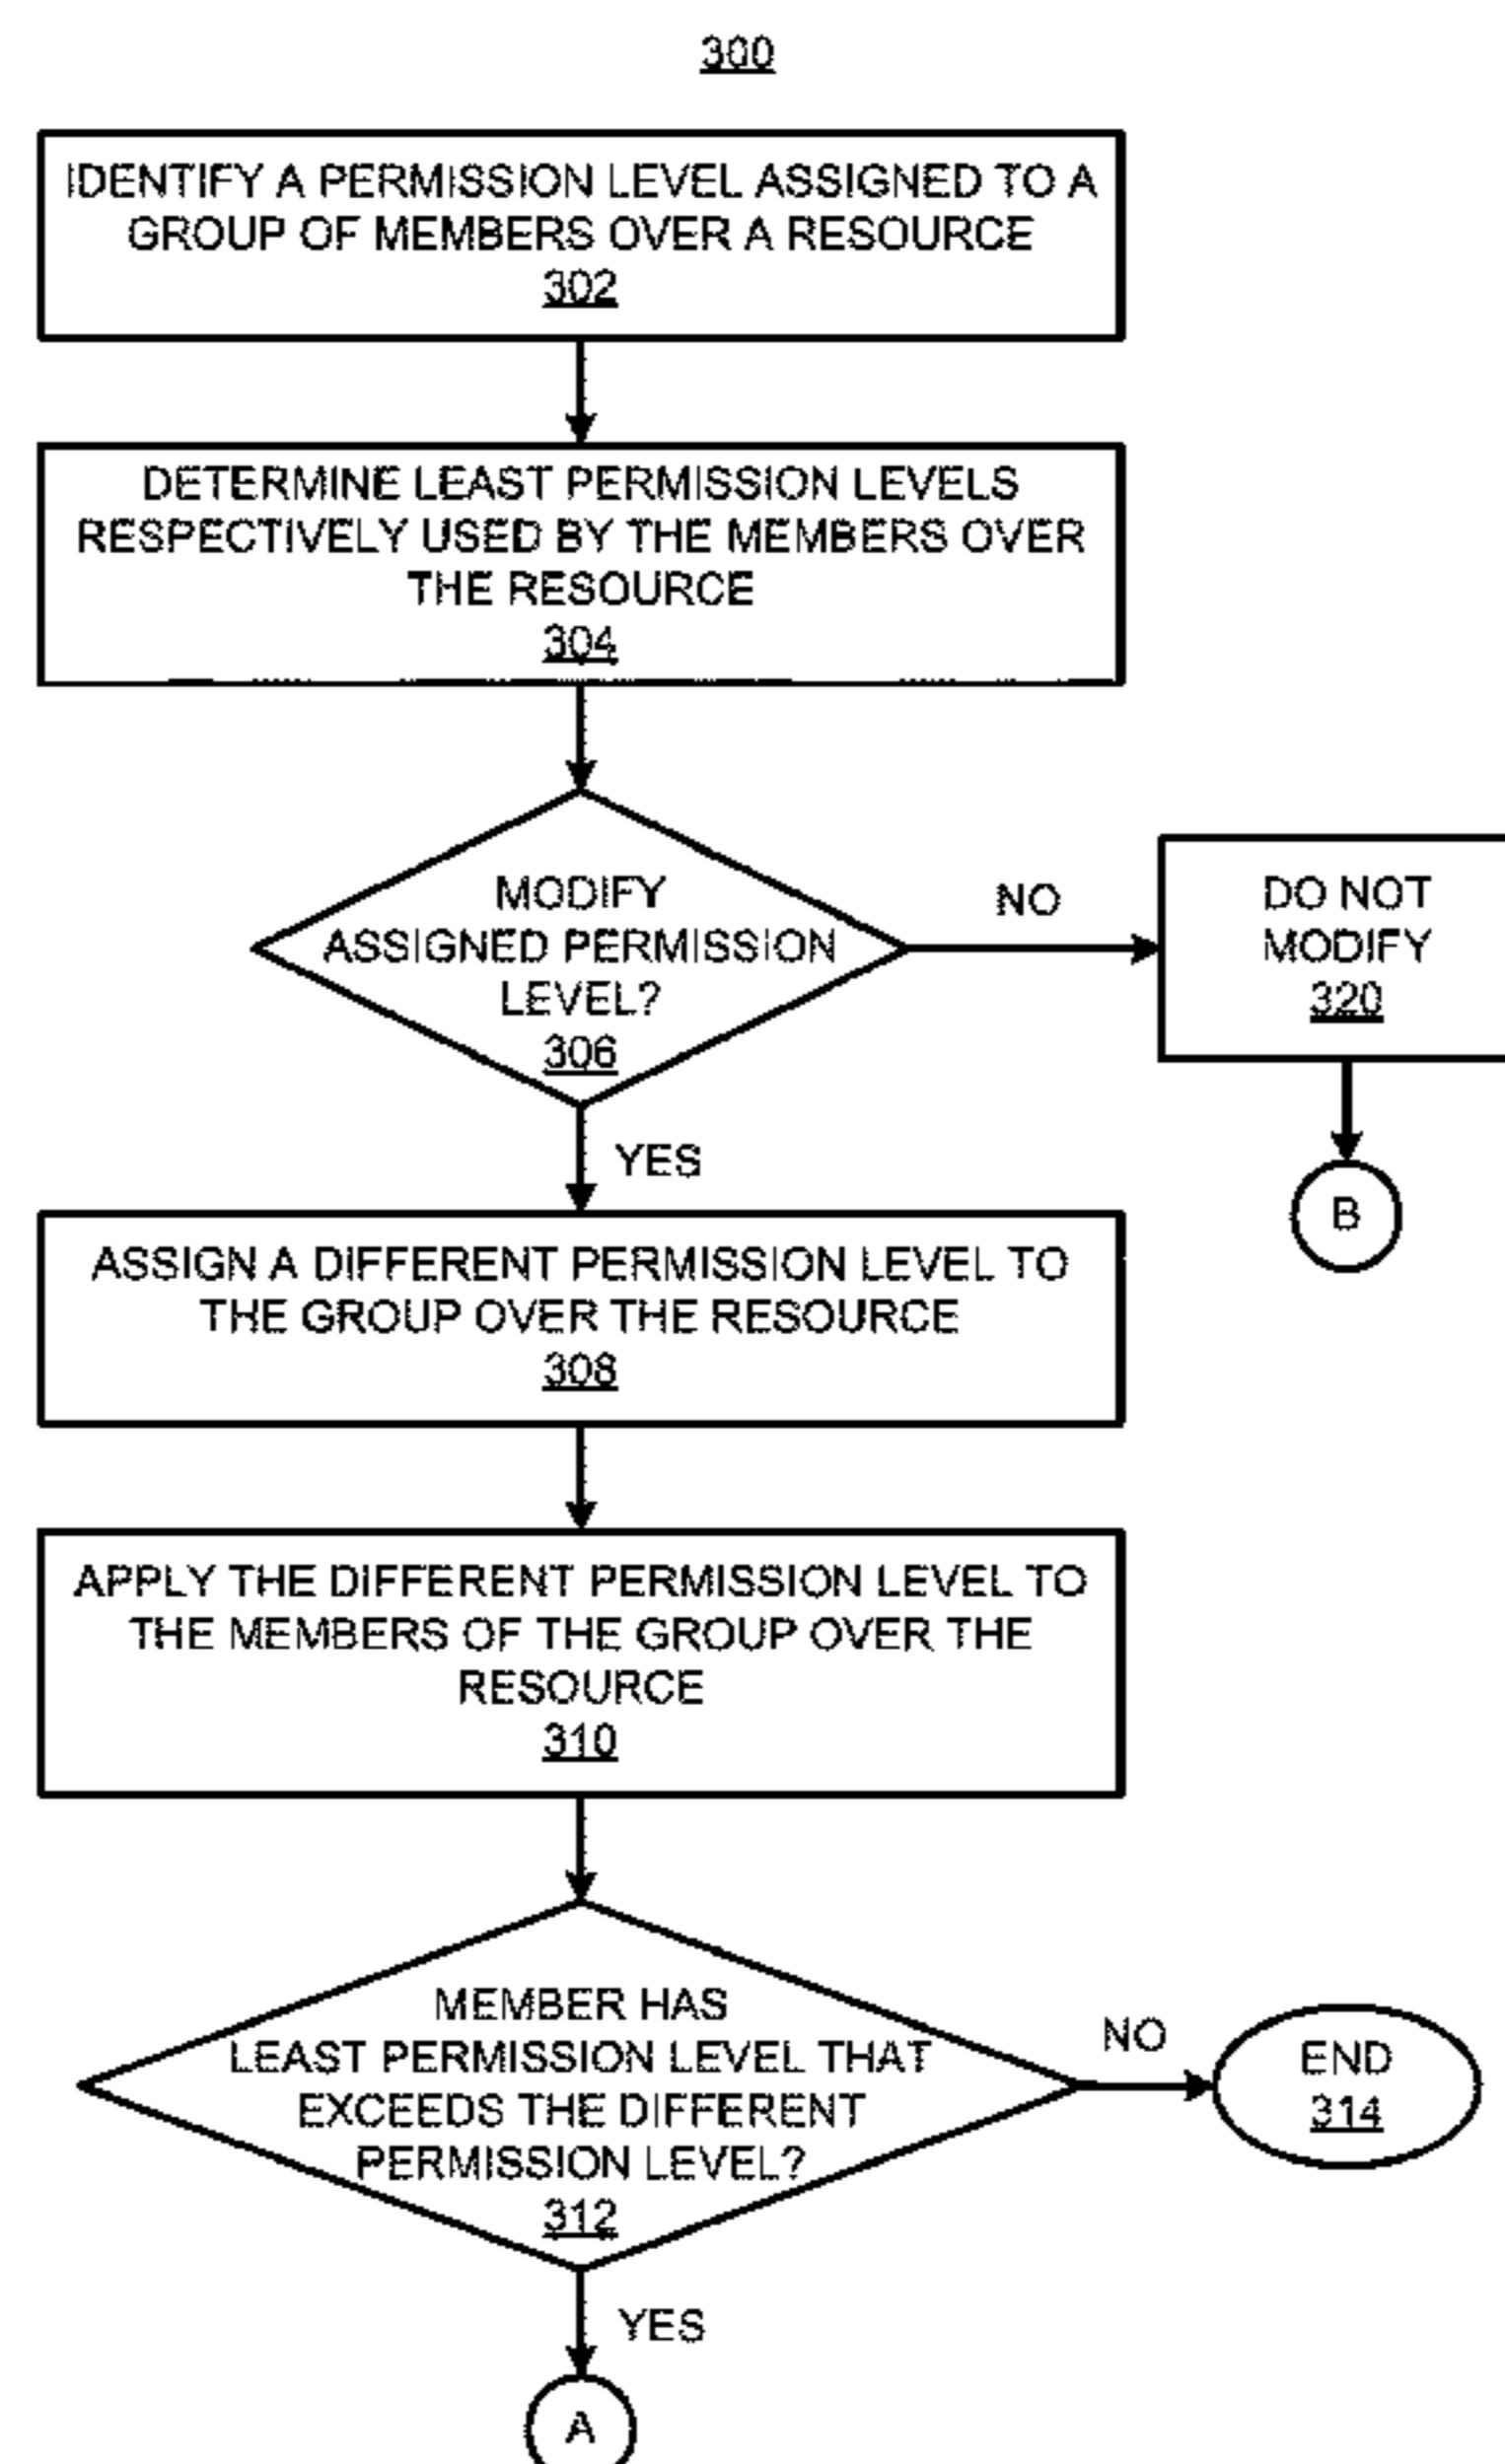 300
IDENTIFY A PERMISSION LEVEL ASSIGNED TO A
GROUP OF MEMBERS OVER A RESOURCE
302
DETERMINE LEAST PERMISSION LEVELS
RESPECTIVELY USED BY THE MEMBERS OVER
THE RESOURCE
304
MODIFY
ASSIGNED PERMISSION
LEVEL?
306
NO
DO NOT
MODIFY
320
B
YES
ASSIGN A DIFFERENT PERMISSION LEVEL TO
THE GROUP OVER THE RESOURCE
308
APPLY THE DIFFERENT PERMISSION LEVEL TO
THE MEMBERS OF THE GROUP OVER THE
RESOURCE
310
MEMBER HAS
LEAST PERMISSION LEVEL THAT
EXCEEDS THE DIFFERENT
PERMISSION LEVEL?
312
NO
END
314
YES
A